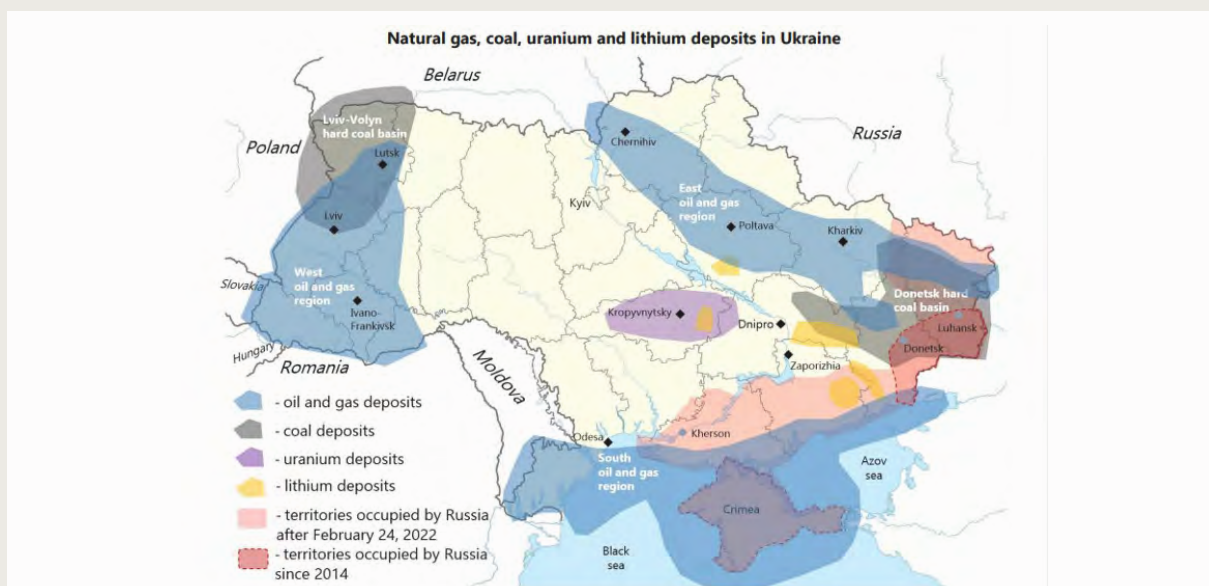 Natural gas, coal, uranium and lithium deposits in Ukraine
Belarus
Lviv-Volyn
hard coal basin
Poland
Lutsk
Chernihiv
Russia
Kyiv
East
oil and gas
region
Poltava
Kharkiv
Lviv
West
oil and gas
region
Slovakia
Ivano-
Frankivsk
Hungary
Romania
Moldova
Kropyvnytsky
Dnipro
Zaporizhia
Donetsk hard
coal basin
Luhansk
Donetsk
Odesa
Kherson
South
oil and gas
region
Azov
sea
Crimea
Black
sea
- oil and gas deposits
- coal deposits
- uranium deposits
- lithium deposits
- territories occupied by Russia
after February 24, 2022
- territories occupied by Russia
since 2014